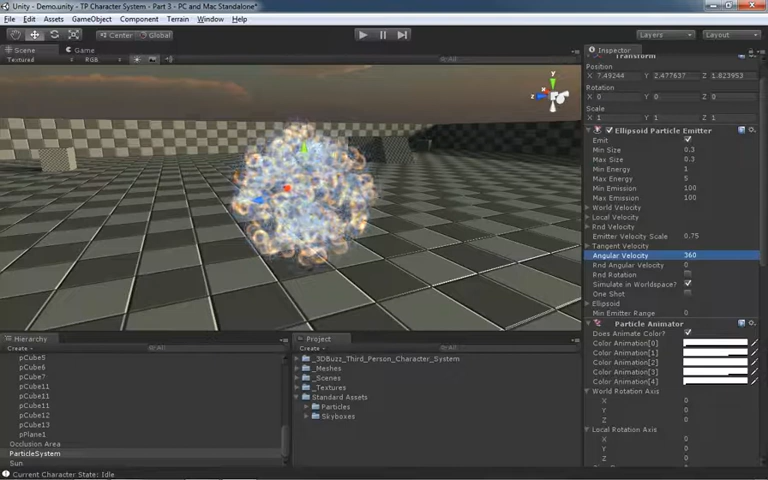 Unity - Demo.unity - TP Character System - Part 3 - PC and Mac Standalone*
File Edit Assets GameObject Component Terrain Window Help
Center Global Layers Layout
Scene Game
Textured RGB All
y
x
z
Inspector
Transform
Position
X 7.49244 Y 2.477637 Z 1.823953
Rotation
X 0 Y 0 Z 0
Scale
X 1 Y 1 Z 1
Ellipsoid Particle Emitter
Emit
Min Size 0.3
Max Size 0.3
Min Energy 1
Max Energy 5
Min Emission 100
Max Emission 100
World Velocity
Local Velocity
Rnd Velocity
Emitter Velocity Scale 0.75
Tangent Velocity
Angular Velocity 360
Rnd Angular Velocity 0
Rnd Rotation
Simulate in Worldspace?
One Shot
Ellipsoid
Min Emitter Range 0
Particle Animator
Does Animate Color?
Color Animation[0]
Color Animation[1]
Color Animation[2]
Color Animation[3]
Color Animation[4]
World Rotation Axis
X 0
Y 0
Z 0
Local Rotation Axis
X 0
Y 0
Z 0
Hierarchy
Create All
pCube5
pCube6
pCube7
pCube11
pCube11
pCube11
pCube12
pCube13
pPlane1
Occlusion Area
ParticleSystem
Sun
Project
Create All
_3DBuzz_Third_Person_Character_System
_Meshes
_Scenes
_Textures
Standard Assets
Particles
Skyboxes
Current Character State: Idle